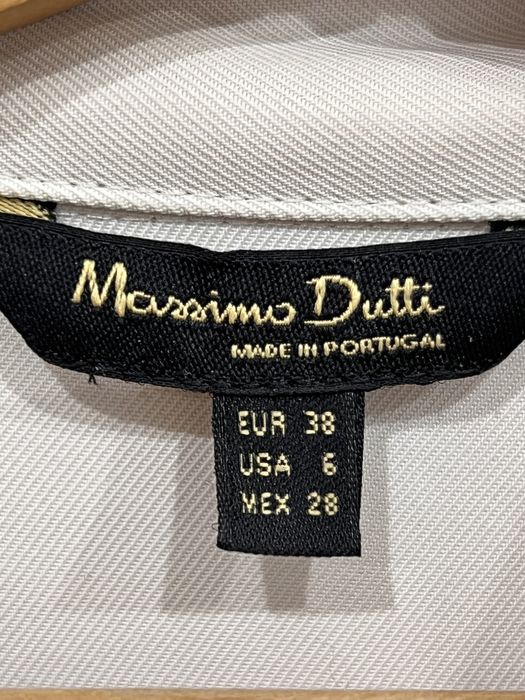 Massimo Dutti
MADE IN PORTUGAL
EUR 38
USA 6
MEX 28